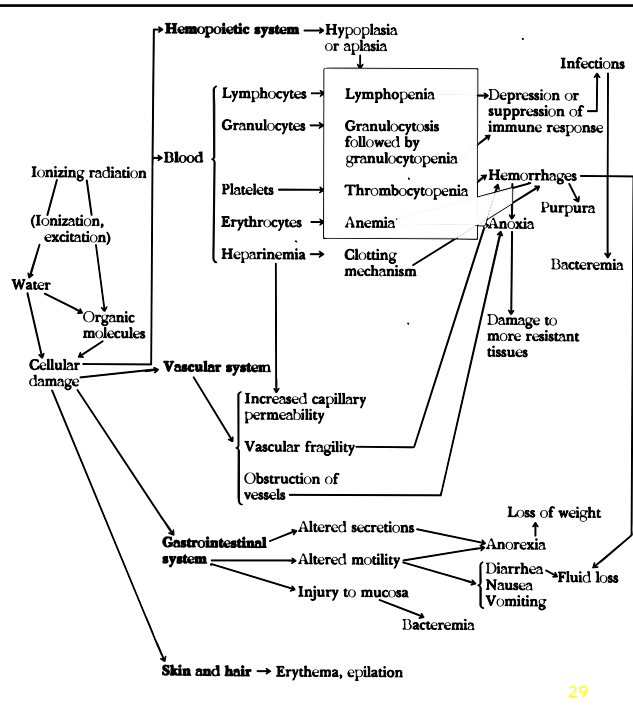 Hemopoietic system → Hypoplasia
or aplasia
Infections
Lymphocytes → Lymphopenia → Depression or
suppression of
immune response
Granulocytes → Granulocytosis
followed by
granulocytopenia
Blood
Ionizing radiation
Hemorrhages
Platelets → Thrombocytopenia
Purpura
(Ionization,
excitation)
Erythrocytes → Anemia
Anoxia
Heparinemia → Clotting
mechanism
Bacteremia
Water
Organic
molecules
Damage to
more resistant
tissues
Cellular
damage
Vascular system
Increased capillary
permeability
Vascular fragility
Obstruction of
vessels
Loss of weight
Altered secretions
Gastrointestinal
system
Anorexia
Altered motility
Diarrhea
Nausea
Vomiting
Fluid loss
Injury to mucosa
Bacteremia
Skin and hair → Erythema, epilation
29